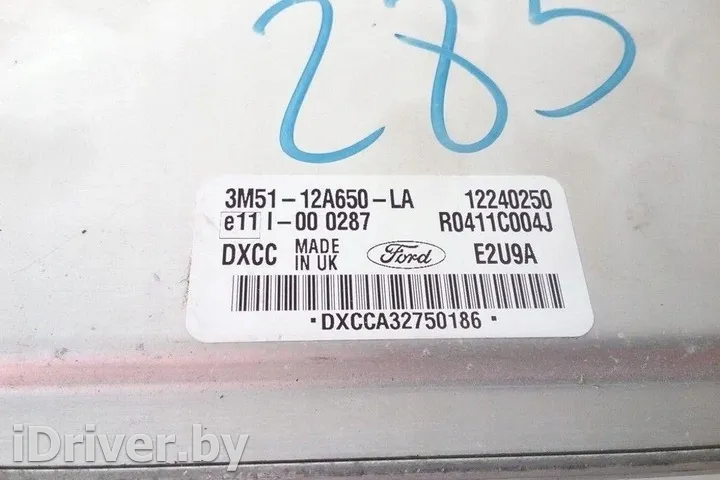 285
3M51-12A650-LA 12240250
e11 I-00 0287 R0411C004J
DXCC MADE IN UK Ford E2U9A
·DXCCA32750186·
iDriver.by